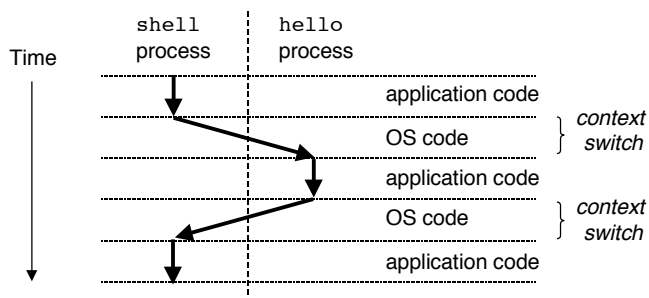 shell
process
hello
process
Time
application code
OS code
context
switch
application code
OS code
context
switch
application code